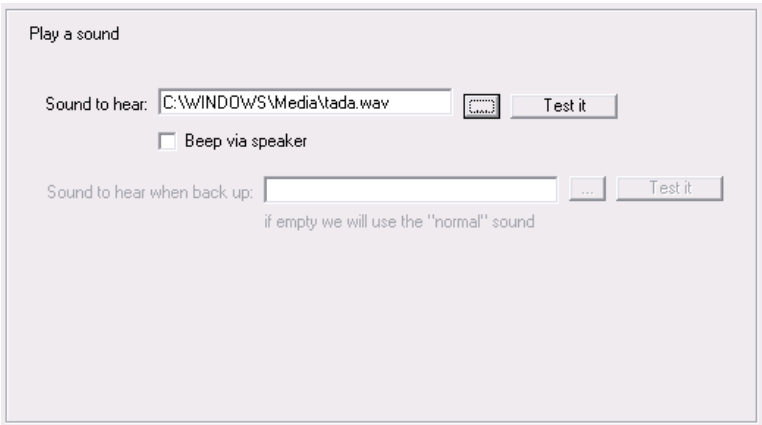 Play a sound
Sound to hear: C:\WINDOWS\Media\tada.wav ... Test it
Beep via speaker
Sound to hear when back up: ... Test it
if empty we will use the "normal" sound